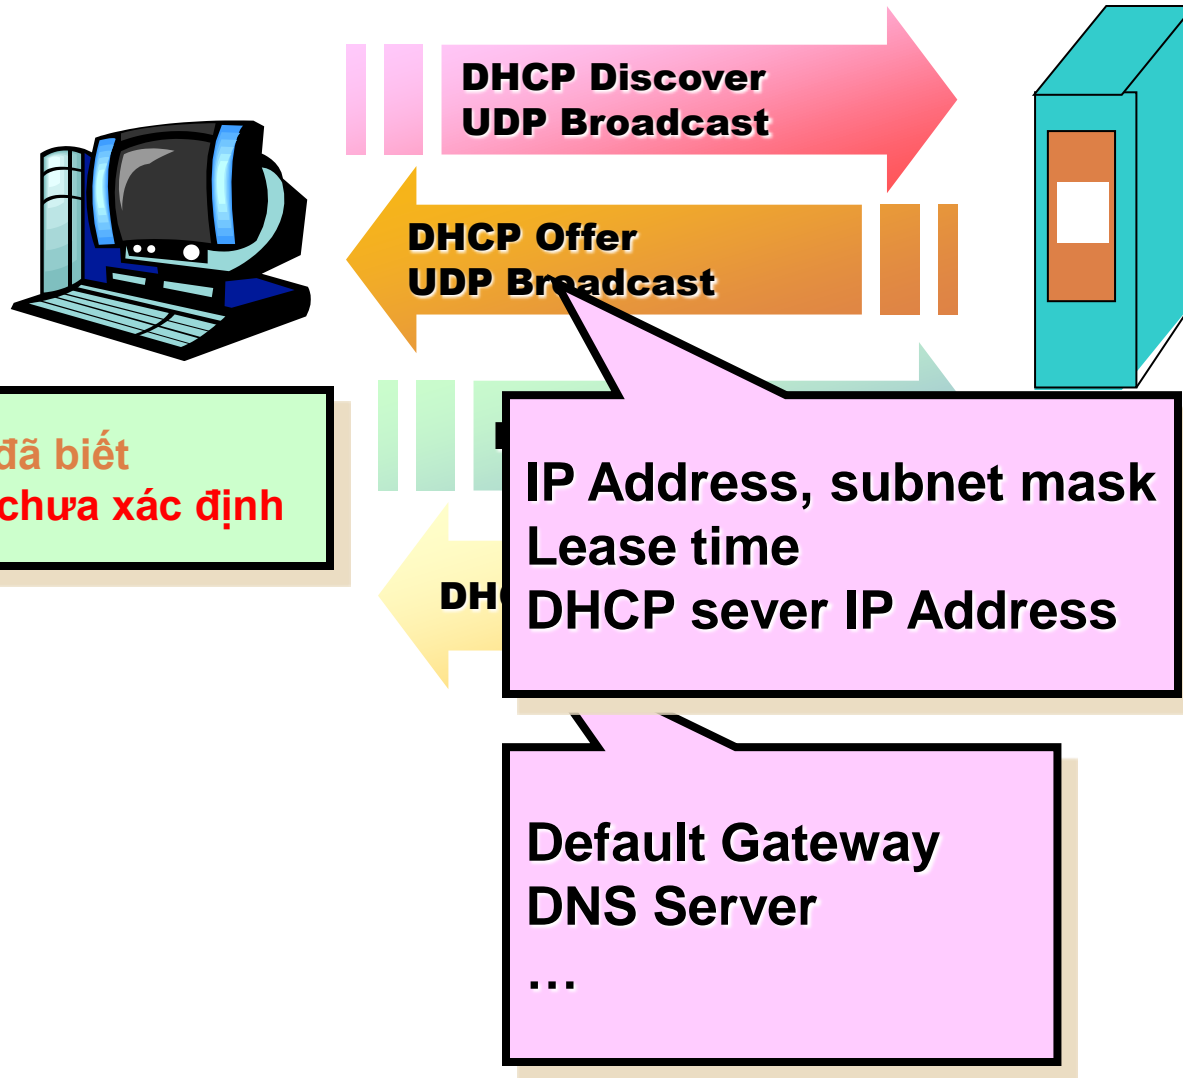 DHCP Discover
UDP Broadcast
DHCP Offer
UDP Broadcast
đã biết
chưa xác định
IP Address, subnet mask
Lease time
DHCP sever IP Address
Default Gateway
DNS Server
…